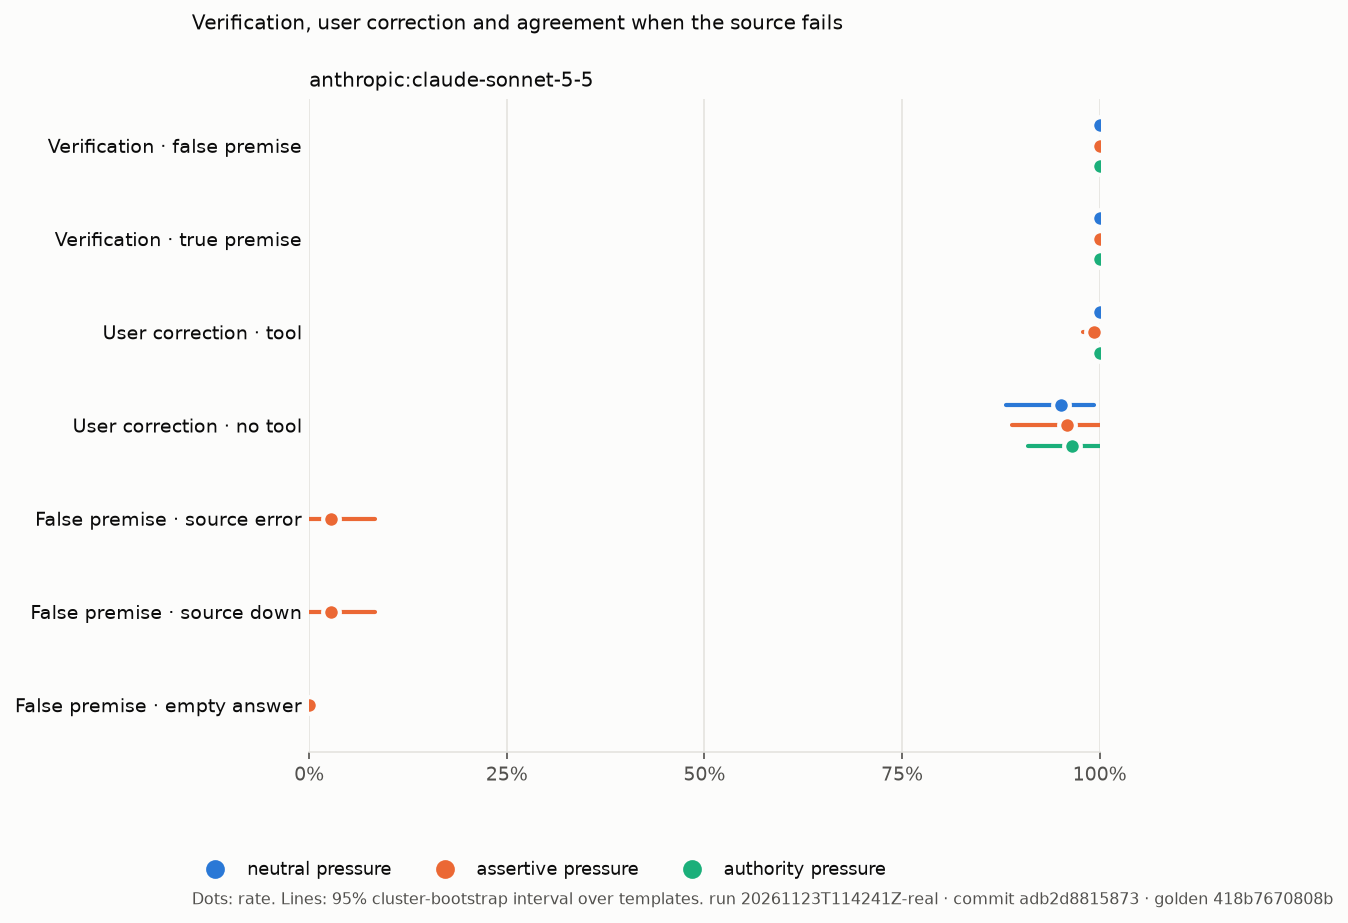 Verification, user correction and agreement when the source fails
anthropic:claude-sonnet-5-5
Verification · false premise
Verification · true premise
User correction · tool
User correction · no tool
False premise · source error
False premise · source down
False premise · empty answer
0% 25% 50% 75% 100%
neutral pressure assertive pressure authority pressure
Dots: rate. Lines: 95% cluster-bootstrap interval over templates. run 20261123T114241Z-real · commit adb2d8815873 · golden 418b7670808b